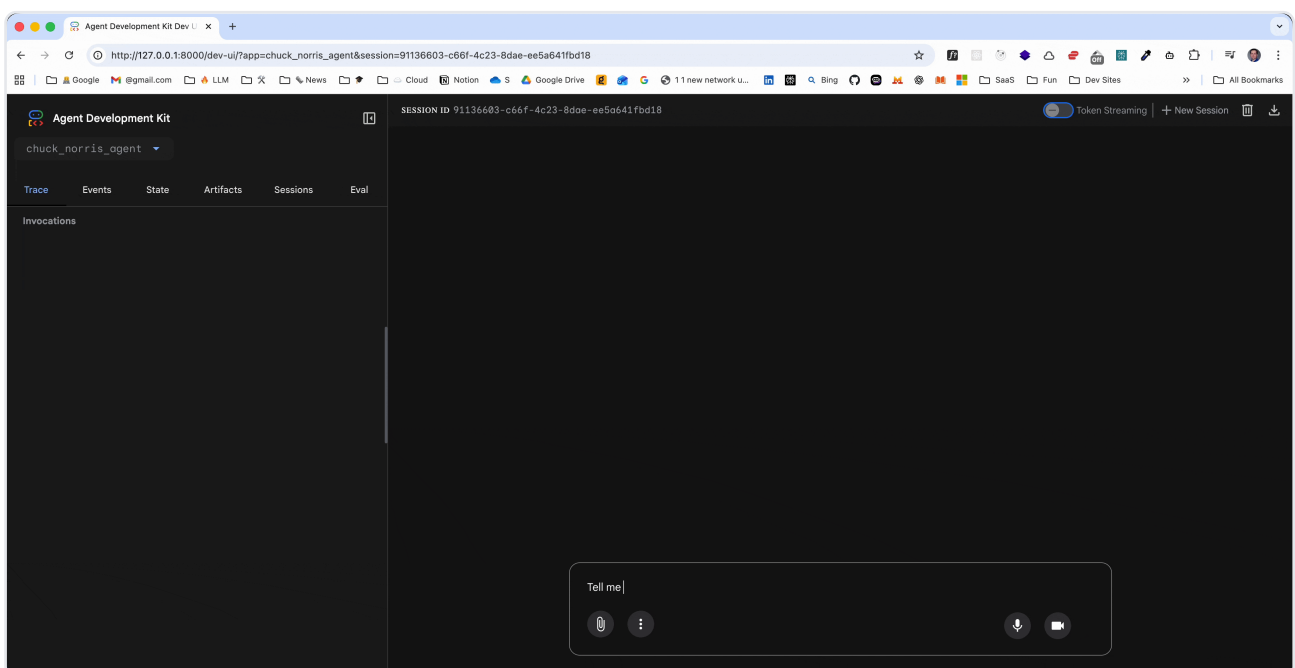 Agent Development Kit Dev U
http://127.0.0.1:8000/dev-ui/?app=chuck_norris_agent&session=91136603-c66f-4c23-8dae-ee5a641fbd18
Google @gmail.com LLM News Cloud Notion S Google Drive G 1 1 new network u... Bing SaaS Fun Dev Sites » All Bookmarks
Off
Agent Development Kit
SESSION ID 91136603-c66f-4c23-8dae-ee5a641fbd18
Token Streaming
New Session
chuck_norris_agent
Trace Events State Artifacts Sessions Eval
Invocations
Tell me